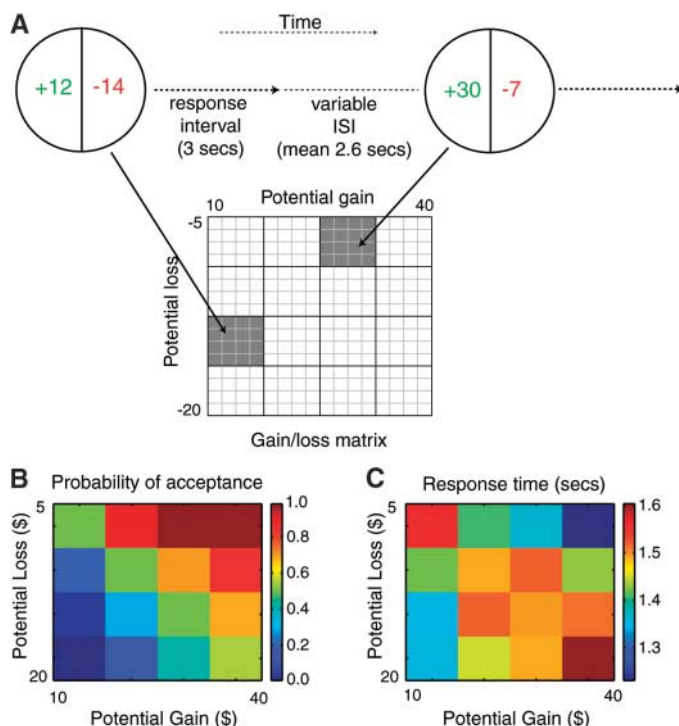 A
Time
+12 -14
+30 -7
response
interval
(3 secs)
variable
ISI
(mean 2.6 secs)
Potential gain
10 40
-5
Potential loss
-20
Gain/loss matrix
B
Probability of acceptance
5
Potential Loss ($)
20
10 40
Potential Gain ($)
1.0
0.8
0.6
0.4
0.2
0.0
C
Response time (secs)
5
Potential Loss ($)
20
10 40
Potential Gain ($)
1.6
1.5
1.4
1.3